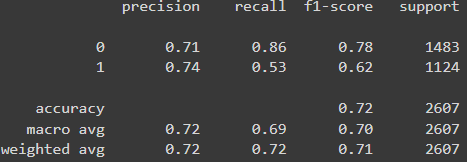 precision recall f1-score support
0 0.71 0.86 0.78 1483
1 0.74 0.53 0.62 1124
accuracy 0.72 2607
macro avg 0.72 0.69 0.70 2607
weighted avg 0.72 0.72 0.71 2607